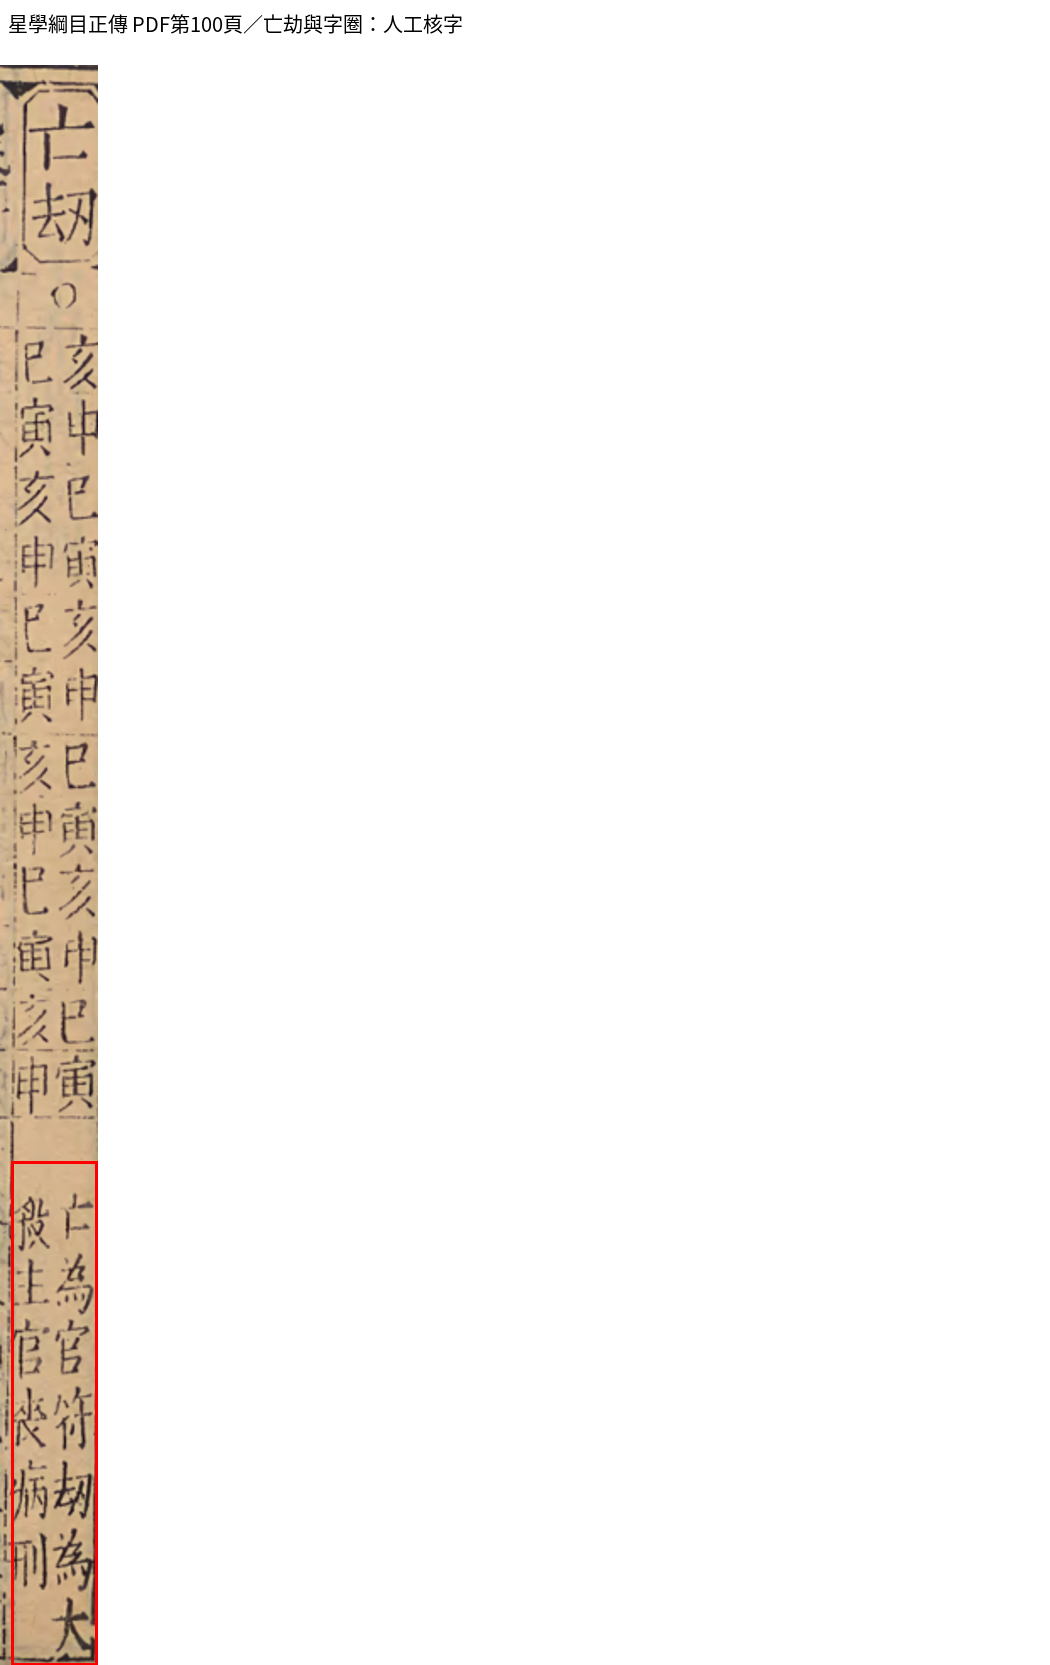 星學綱目正傳 PDF第100頁／亡劫與字圈：人工核字
亡刼
○
亥申巳寅亥申巳寅亥申巳寅
巳寅亥申巳寅亥申巳寅亥申
亡為官符刼為大
殺主官喪病刑